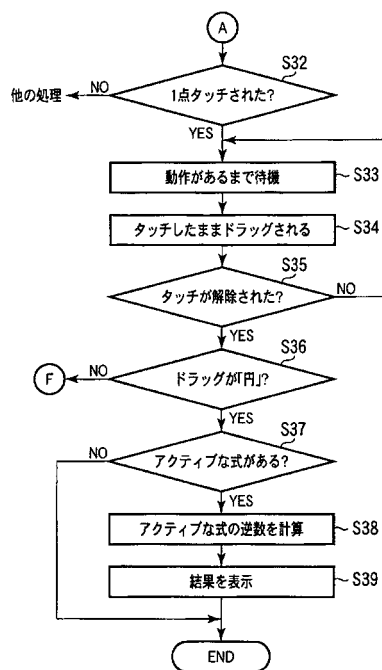 A
S32
1点タッチされた?
NO
他の処理
YES
動作があるまで待機
S33
タッチしたままドラッグされる
S34
S35
タッチが解除された?
NO
YES
S36
ドラッグが「円」?
NO
F
YES
S37
アクティブな式がある?
NO
YES
アクティブな式の逆数を計算
S38
結果を表示
S39
END